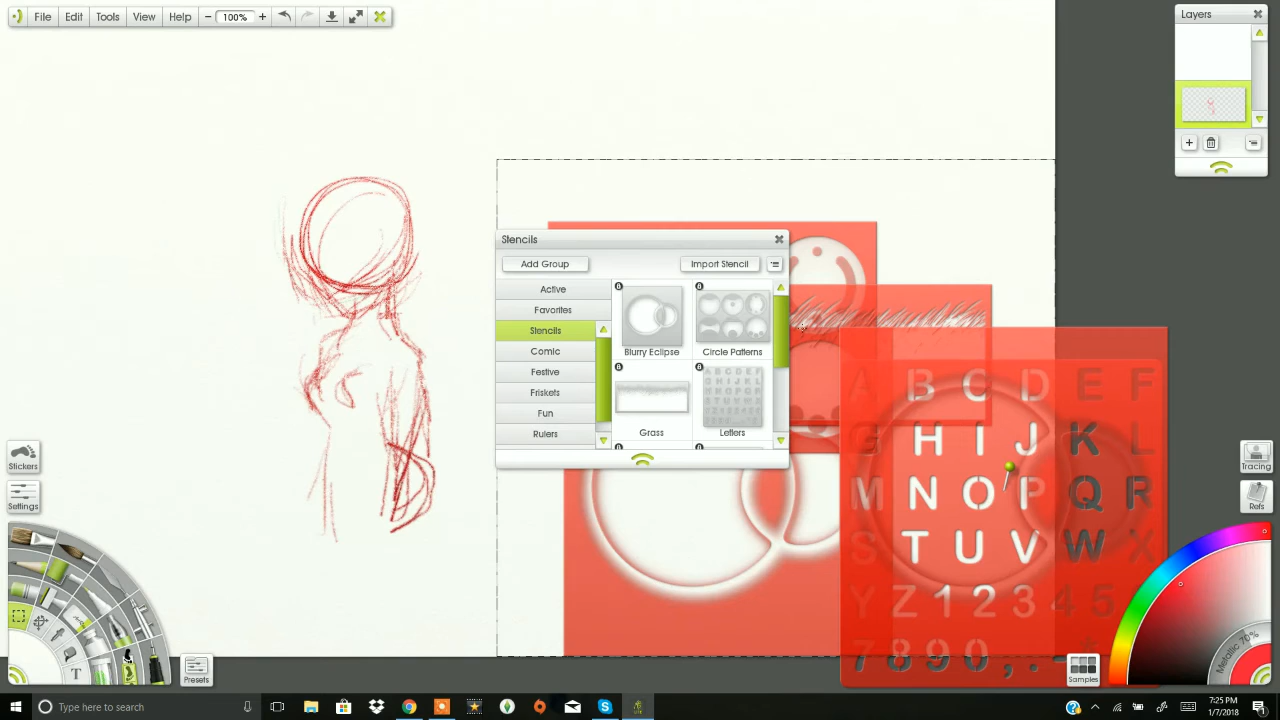 File Edit Tools View Help - 100% +
Layers
Stencils
Add Group Import Stencil
Active
Favorites
Stencils
Comic
Festive
Friskets
Fun
Rulers
Blurry Eclipse Circle Patterns
Grass Letters
A B C D E F
G H I J K L
M N O P Q R
S T U V W X
Y Z 1 2 3 4 5
7 8 9 0 , : -
Stickers
Settings
Presets
T
Tracing
Refs
Metallic 70%
Samples
Type here to search
7:25 PM
1/7/2018